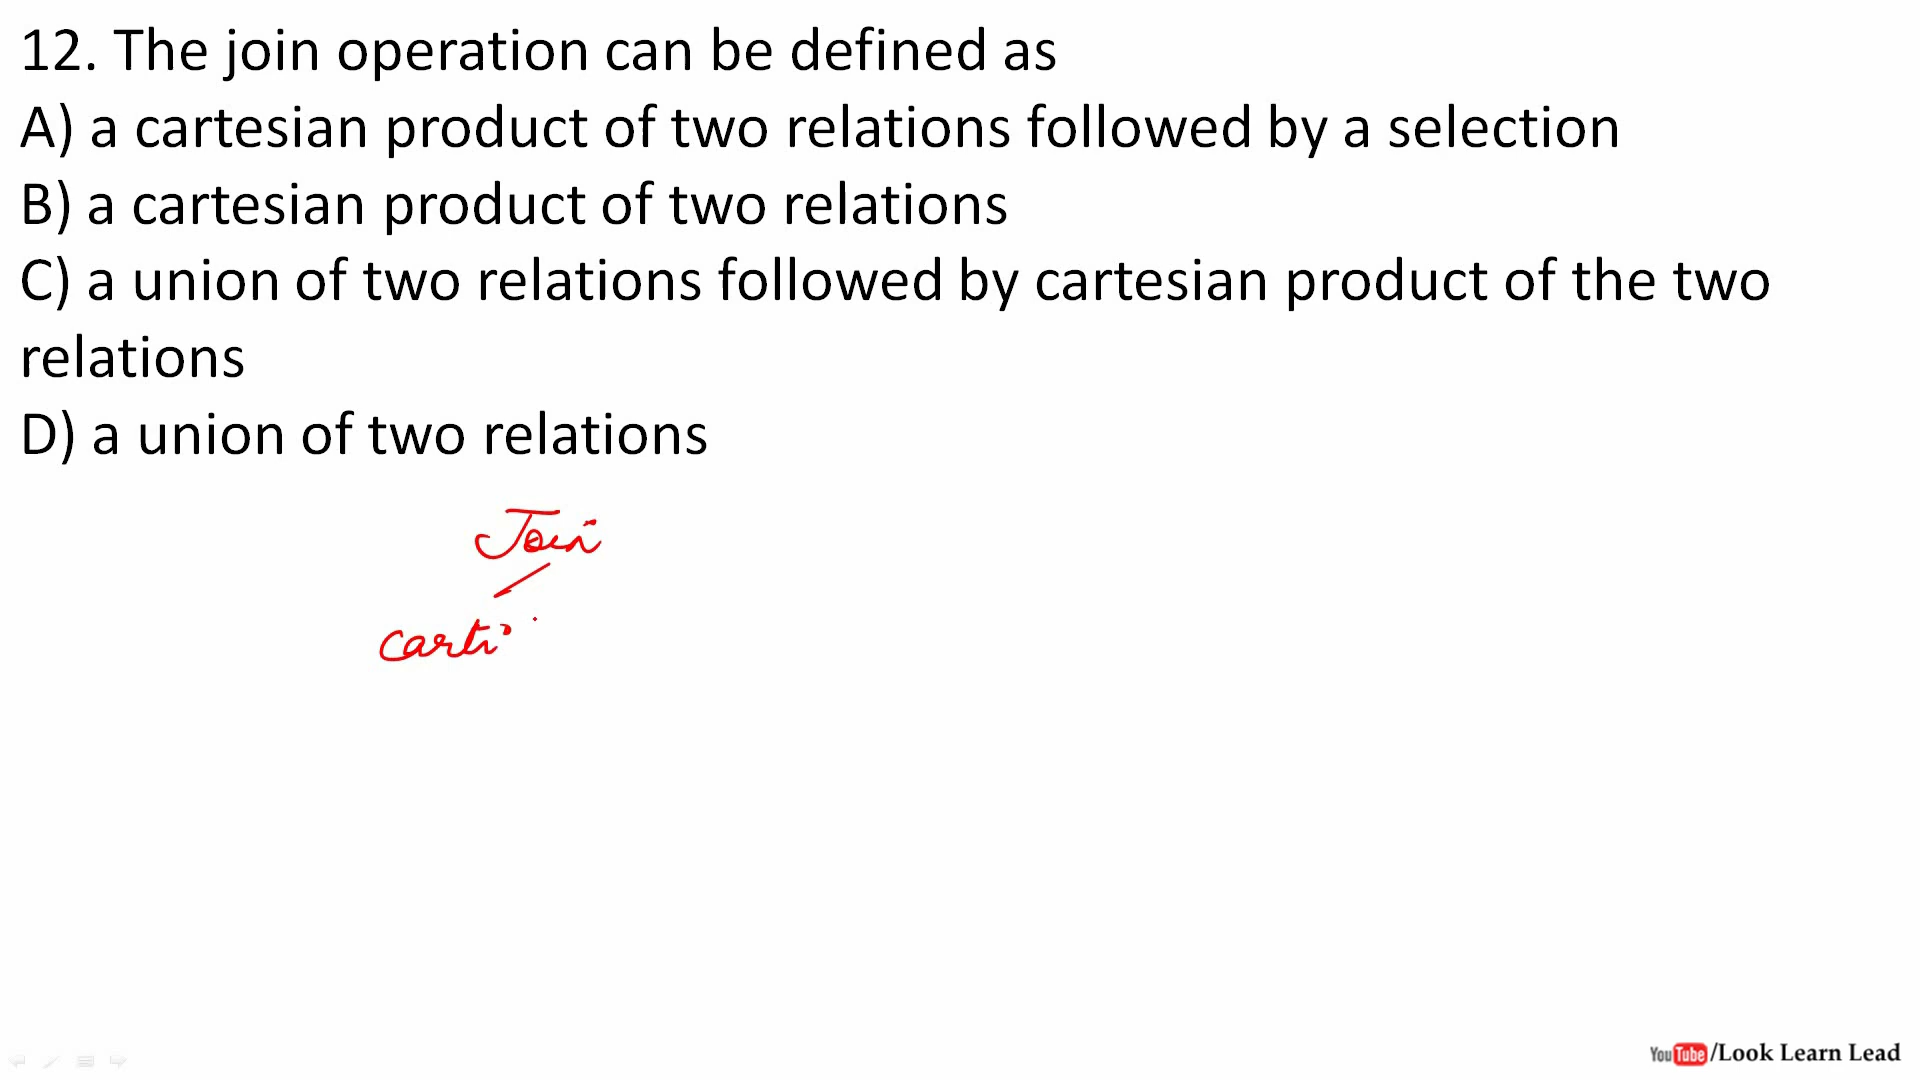 12. The join operation can be defined as
A) a cartesian product of two relations followed by a selection
B) a cartesian product of two relations
C) a union of two relations followed by cartesian product of the two
relations
D) a union of two relations
Join
carti
YouTube/Look Learn Lead